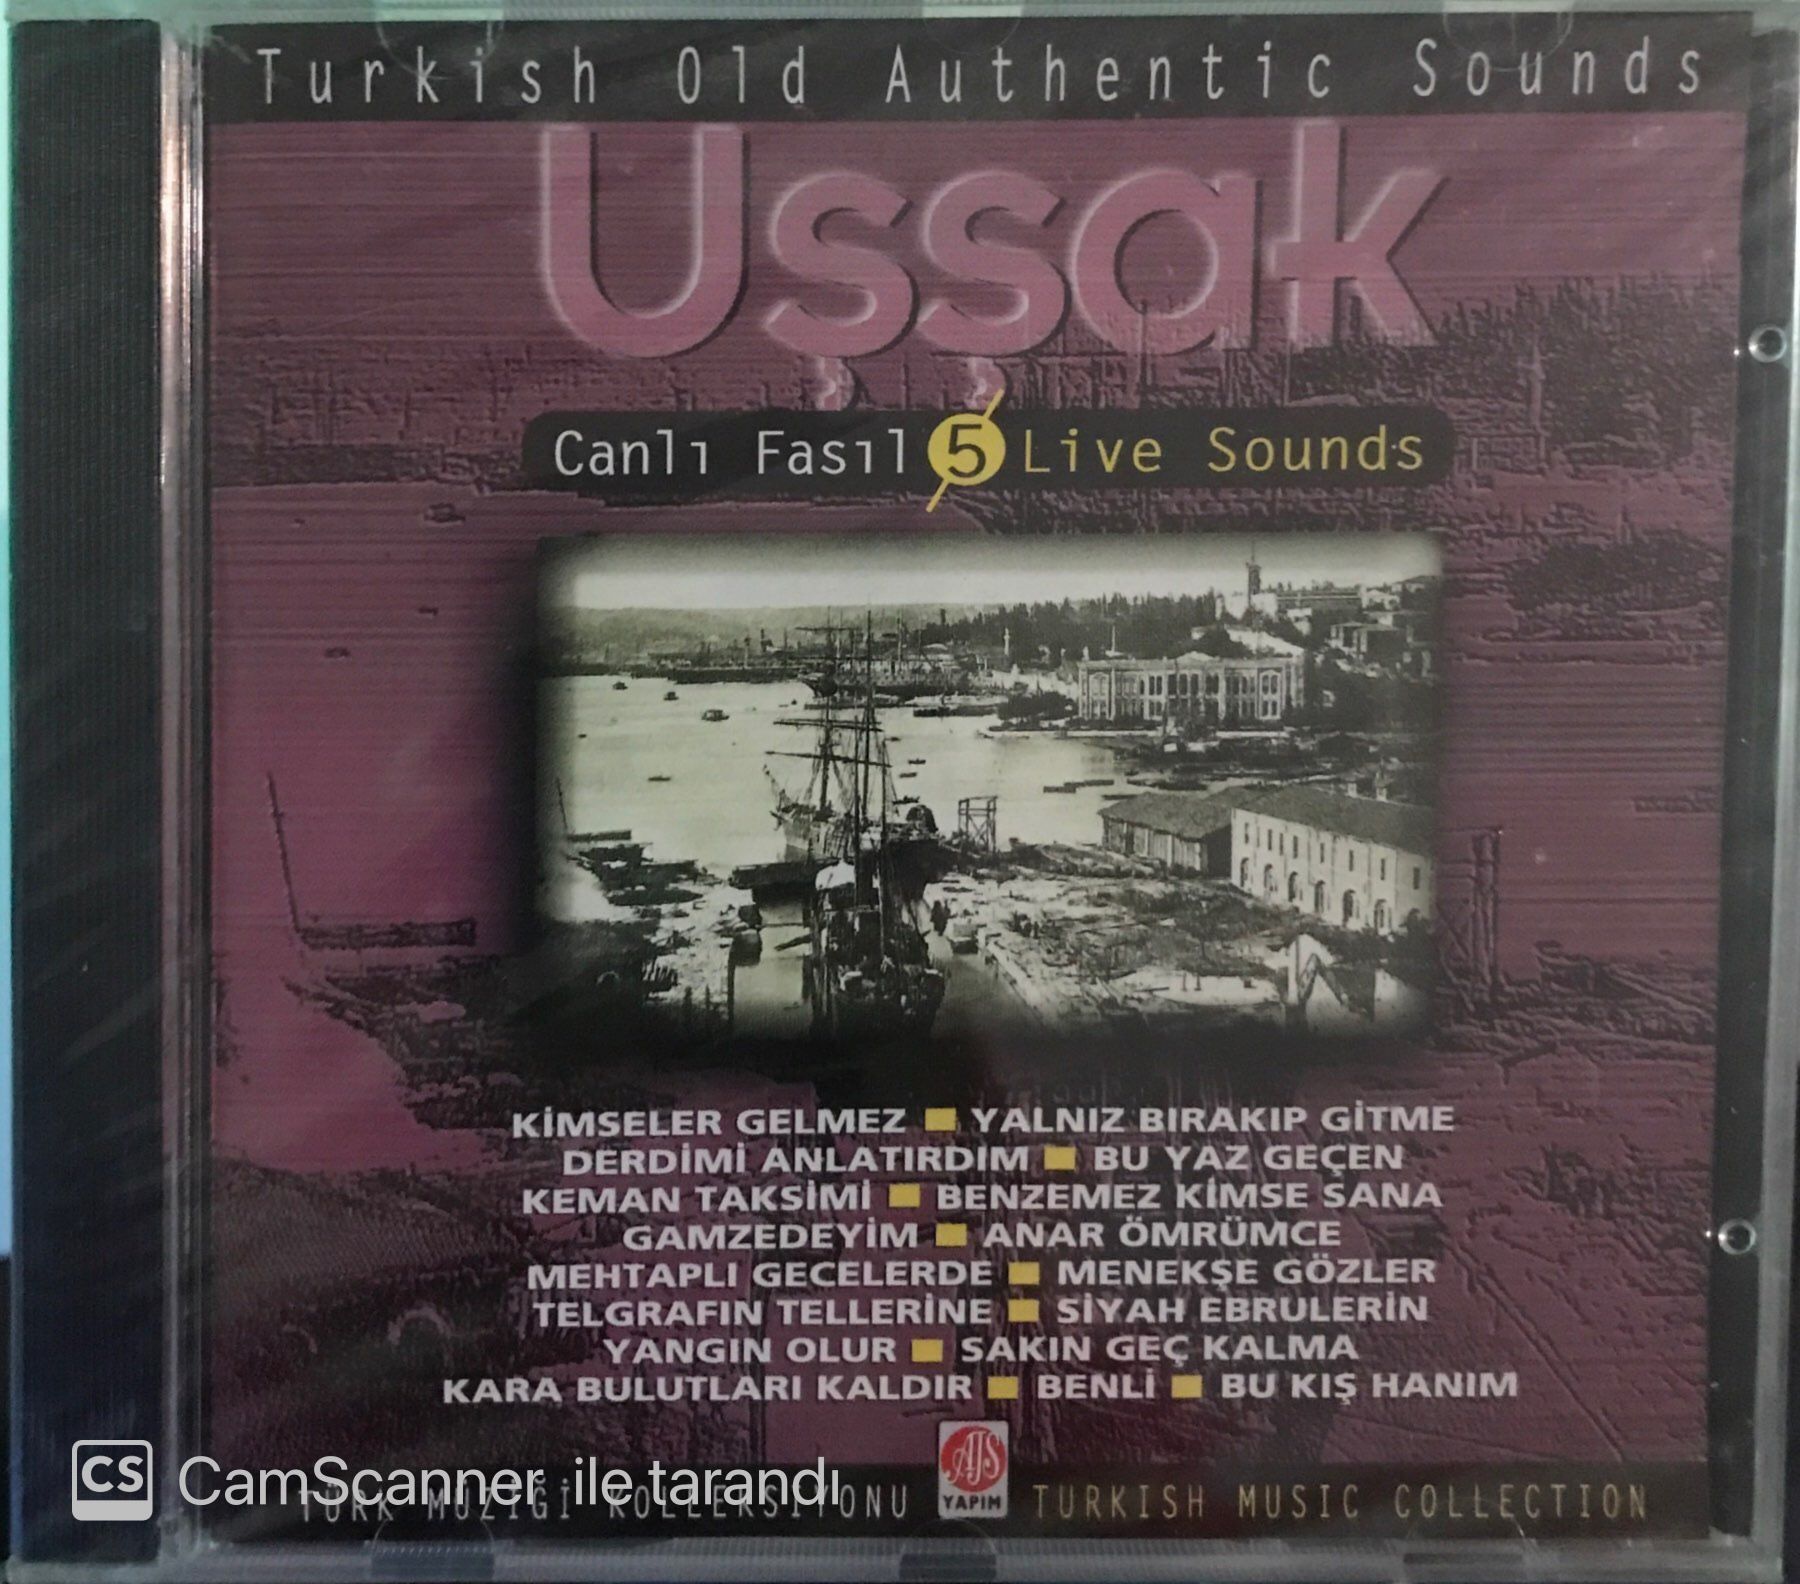 Turkish Old Authentic Sounds
Uşşak
Canlı Fasıl 5 Live Sounds
KİMSELER GELMEZ ■ YALNIZ BIRAKIP GİTME
DERDİMİ ANLATIRDIM ■ BU YAZ GEÇEN
KEMAN TAKSİMİ ■ BENZEMEZ KİMSE SANA
GAMZEDEYİM ■ ANAR ÖMRÜMCE
MEHTAPLI GECELERDE ■ MENEKŞE GÖZLER
TELGRAFIN TELLERİNE ■ SİYAH EBRULERİN
YANGIN OLUR ■ SAKIN GEÇ KALMA
KARA BULUTLARI KALDIR ■ BENLİ ■ BU KIŞ HANIM
CS CamScanner ile tarandı
TÜRK MÜZİĞİ KOLLEKSİYONU AJS YAPIM TURKISH MUSIC COLLECTION